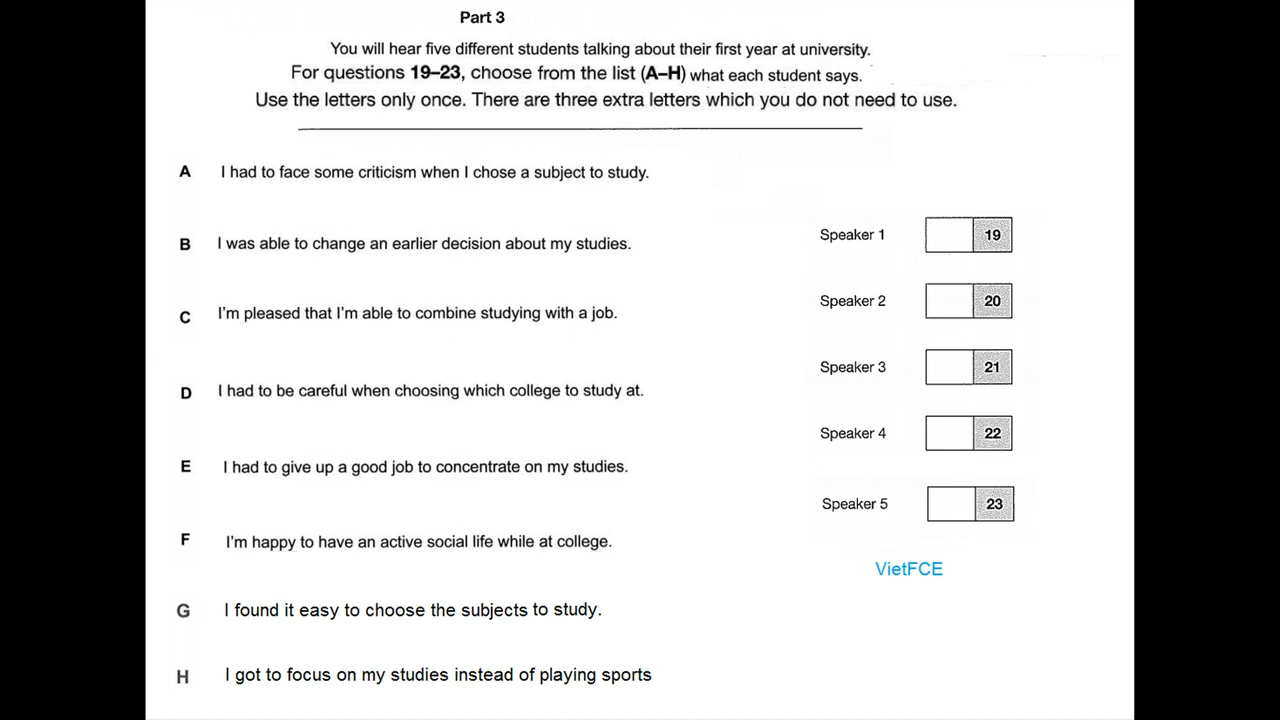 Part 3
You will hear five different students talking about their first year at university.
For questions 19–23, choose from the list (A–H) what each student says.
Use the letters only once. There are three extra letters which you do not need to use.
A I had to face some criticism when I chose a subject to study.
B I was able to change an earlier decision about my studies.
C I'm pleased that I'm able to combine studying with a job.
D I had to be careful when choosing which college to study at.
E I had to give up a good job to concentrate on my studies.
F I'm happy to have an active social life while at college.
G I found it easy to choose the subjects to study.
H I got to focus on my studies instead of playing sports
Speaker 1 19
Speaker 2 20
Speaker 3 21
Speaker 4 22
Speaker 5 23
VietFCE